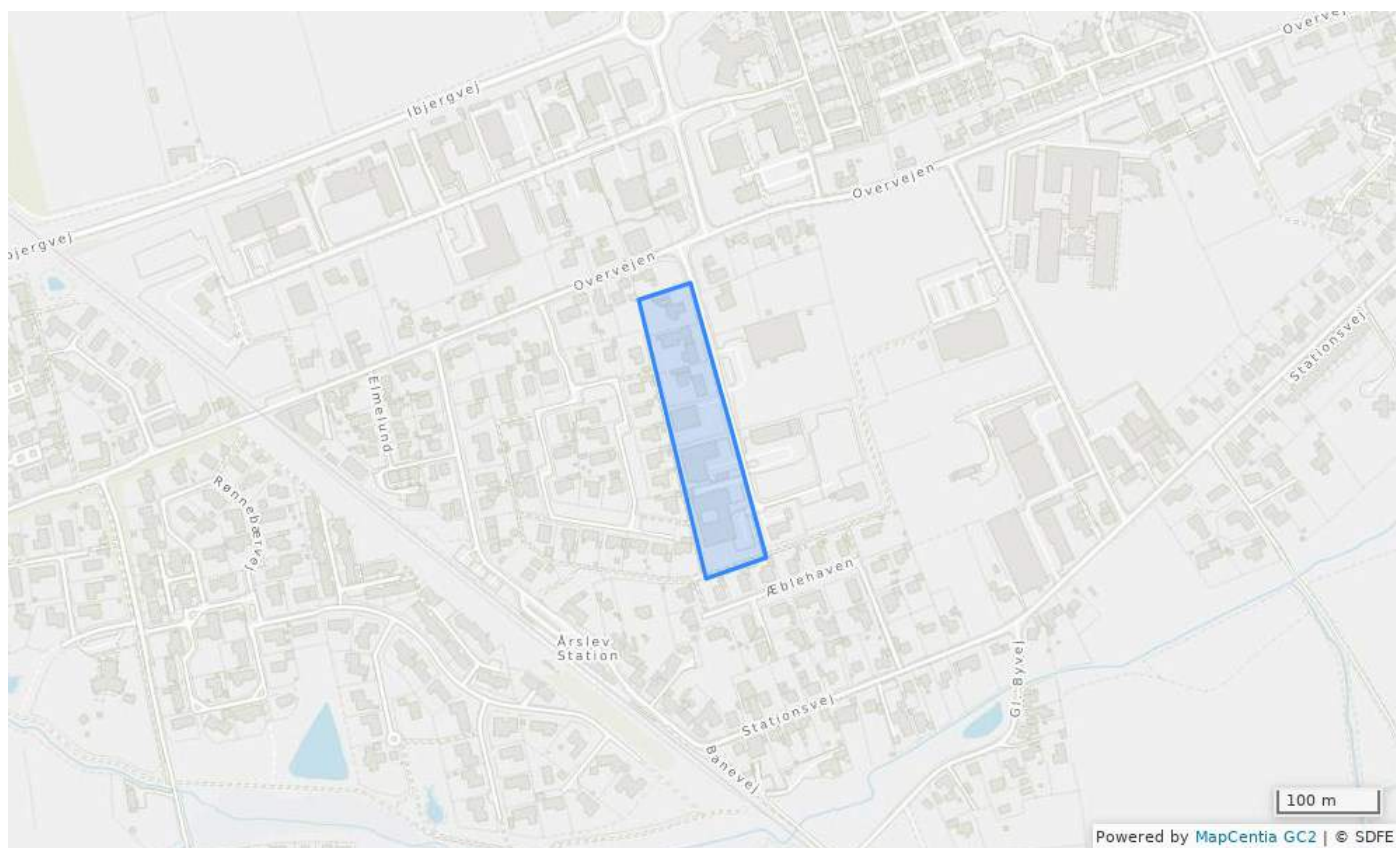 Overvej
Ibjergvej
Overvejen
bjergvej
Overvejen
Stationsvej
Elmelund
Rønnebærvej
Æblehaven
Årslev
Station
Gl. Byvej
Stationsvej
Banevej
100 m
Powered by MapCentia GC2 | © SDFE